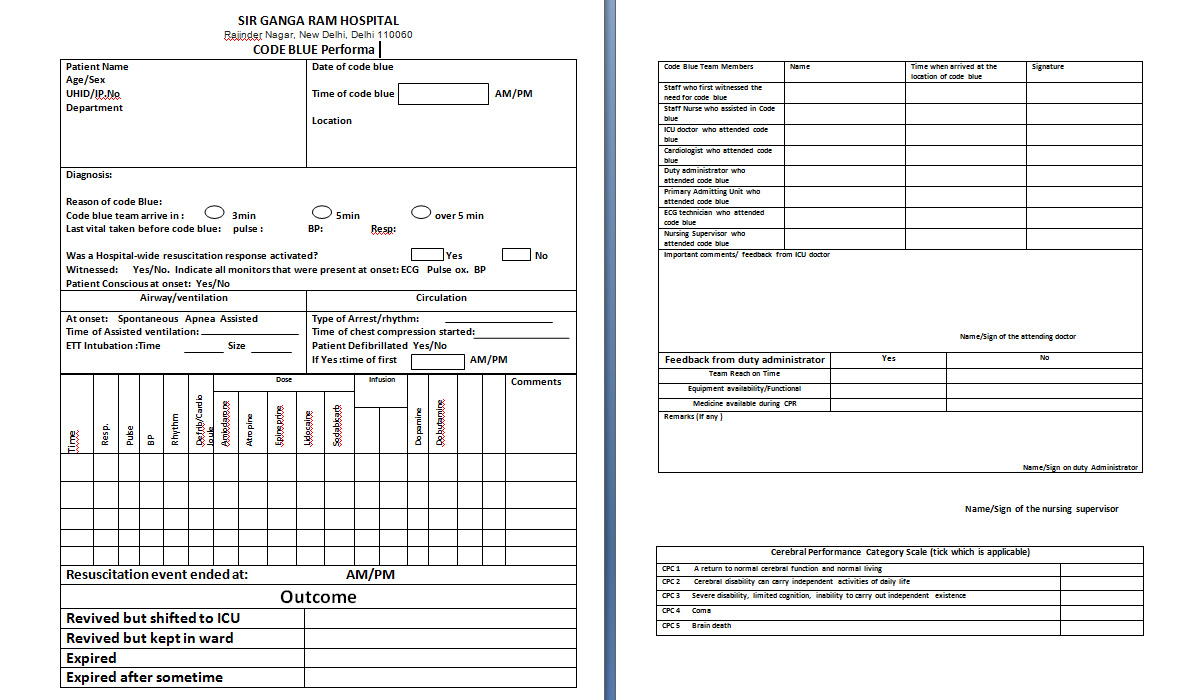 SIR GANGA RAM HOSPITAL
Rajinder Nagar, New Delhi, Delhi 110060
CODE BLUE Performa
Patient Name
Age/Sex
UHID/IP.No
Department
Date of code blue
Time of code blue AM/PM
Location
Diagnosis:
Reason of code Blue:
Code blue team arrive in : 3min 5min over 5 min
Last vital taken before code blue: pulse : BP: Resp:
Was a Hospital-wide resuscitation response activated? Yes No
Witnessed: Yes/No. Indicate all monitors that were present at onset: ECG Pulse ox. BP
Patient Conscious at onset: Yes/No
Airway/ventilation Circulation
At onset: Spontaneous Apnea Assisted
Time of Assisted ventilation:
ETT Intubation :Time Size
Type of Arrest/rhythm:
Time of chest compression started:
Patient Defibrillated Yes/No
If Yes :time of first AM/PM
Dose Infusion Comments
Time
Resp.
Pulse
BP
Rhythm
Defrib/Cardio
Joule
Amiodarone
Atropine
Epineprine
Lidocaine
Sodabicarb
Dopamine
Dobutamine
Resuscitation event ended at: AM/PM
Outcome
Revived but shifted to ICU
Revived but kept in ward
Expired
Expired after sometime
Code Blue Team Members Name Time when arrived at the Signature
location of code blue
Staff who first witnessed the
need for code blue
Staff Nurse who assisted in Code
blue
ICU doctor who attended code
blue
Cardiologist who attended code
blue
Duty administrator who
attended code blue
Primary Admitting Unit who
attended code blue
ECG technician who attended
code blue
Nursing Supervisor who
attended code blue
Important comments/ feedback from ICU doctor
Name/Sign of the attending doctor
Feedback from duty administrator Yes No
Team Reach on Time
Equipment availability/Functional
Medicine available during CPR
Remarks (If any )
Name/Sign on duty Administrator
Name/Sign of the nursing supervisor
Cerebral Performance Category Scale (tick which is applicable)
CPC 1 A return to normal cerebral function and normal living
CPC 2 Cerebral disability can carry independent activities of daily life
CPC 3 Severe disability, limited cognition, inability to carry out independent existence
CPC 4 Coma
CPC 5 Brain death